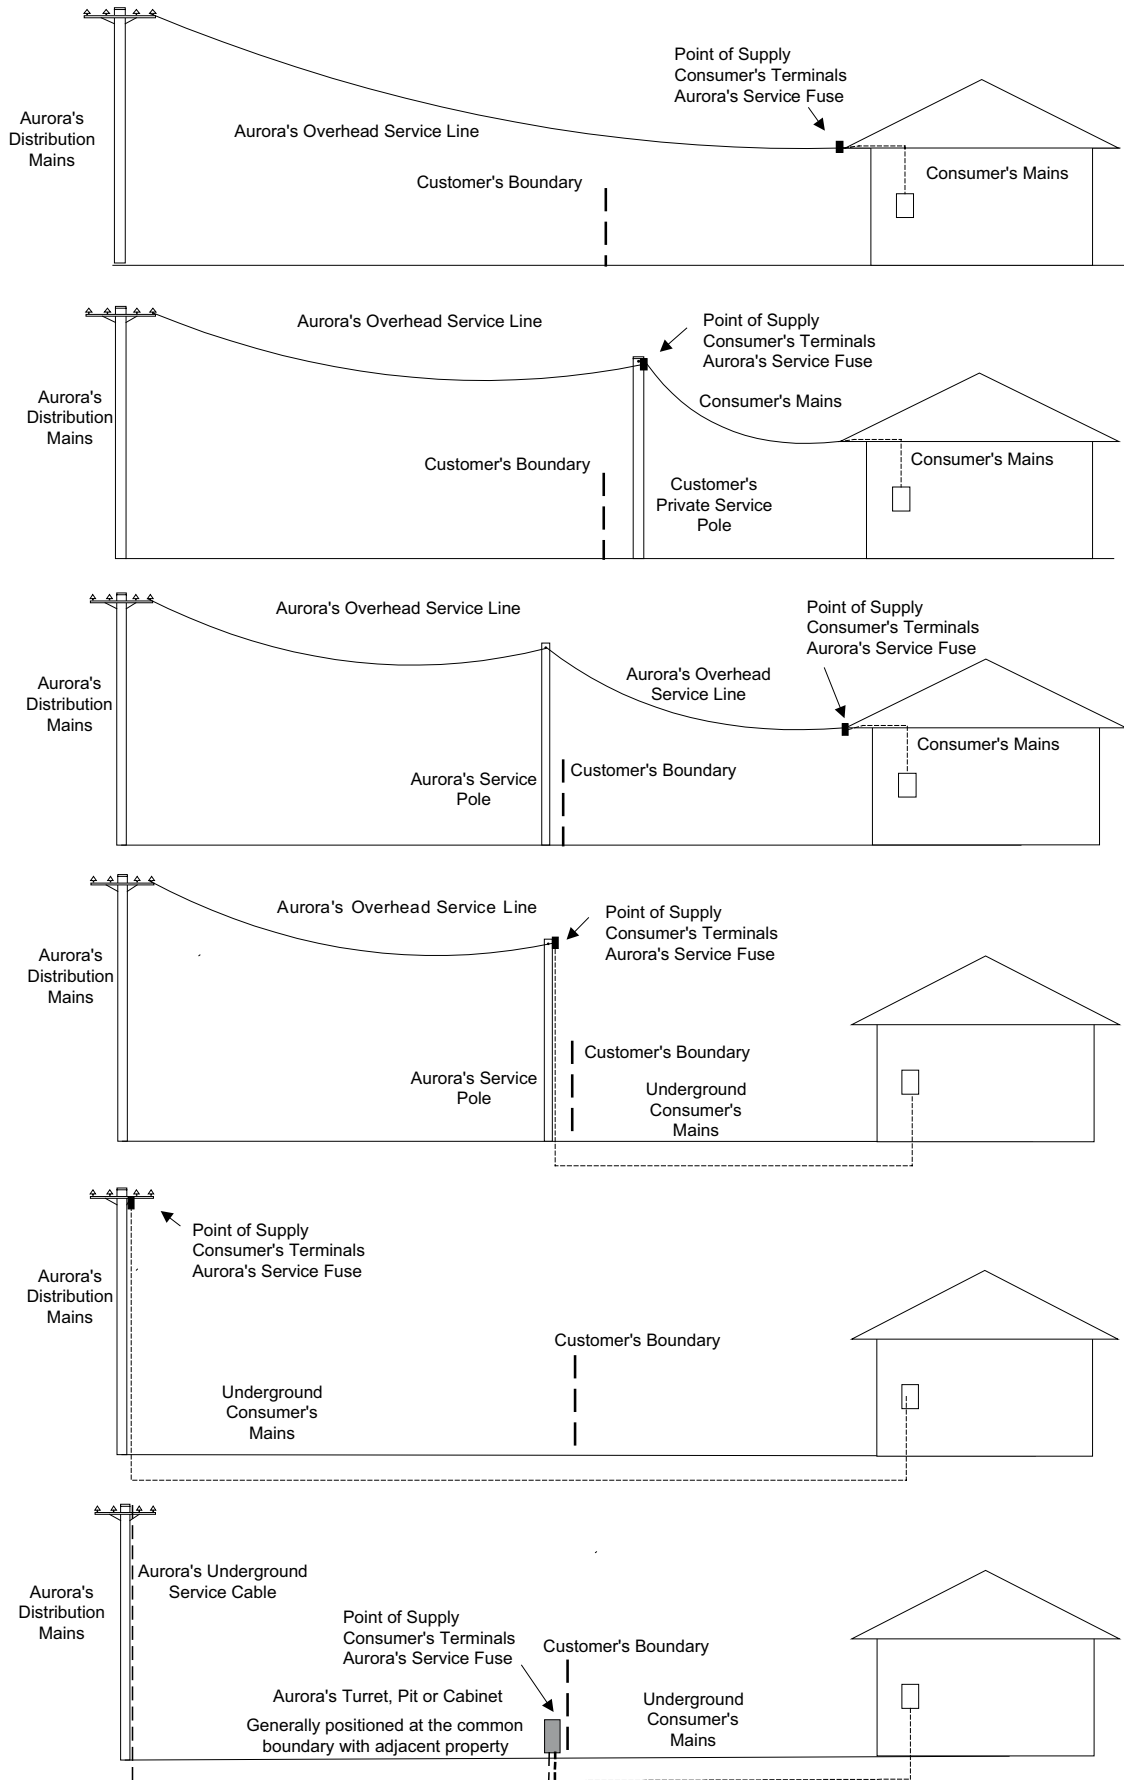 Point of Supply
Consumer's Terminals
Aurora's Service Fuse
Aurora's
Distribution
Mains
Aurora's Overhead Service Line
Consumer's Mains
Customer's Boundary
Aurora's Overhead Service Line
Point of Supply
Consumer's Terminals
Aurora's Service Fuse
Aurora's
Distribution
Mains
Consumer's Mains
Customer's Boundary
Consumer's Mains
Customer's
Private Service
Pole
Aurora's Overhead Service Line
Point of Supply
Consumer's Terminals
Aurora's Service Fuse
Aurora's
Distribution
Mains
Aurora's Overhead
Service Line
Consumer's Mains
Aurora's Service
Pole
Customer's Boundary
Aurora's Overhead Service Line
Point of Supply
Consumer's Terminals
Aurora's Service Fuse
Aurora's
Distribution
Mains
Customer's Boundary
Aurora's Service
Pole
Underground
Consumer's
Mains
Point of Supply
Consumer's Terminals
Aurora's Service Fuse
Aurora's
Distribution
Mains
Customer's Boundary
Underground
Consumer's
Mains
Aurora's Underground
Service Cable
Aurora's
Distribution
Mains
Point of Supply
Consumer's Terminals
Aurora's Service Fuse
Customer's Boundary
Aurora's Turret, Pit or Cabinet
Generally positioned at the common
boundary with adjacent property
Underground
Consumer's
Mains